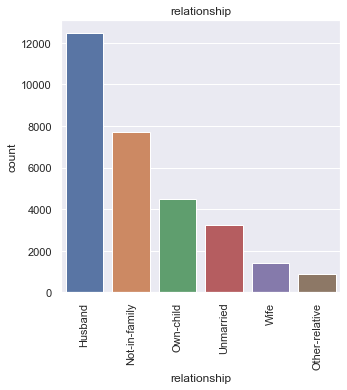 relationship
12000
10000
8000
6000
4000
2000
0
count
Husband
Not-in-family
Own-child
Unmarried
Wife
Other-relative
relationship